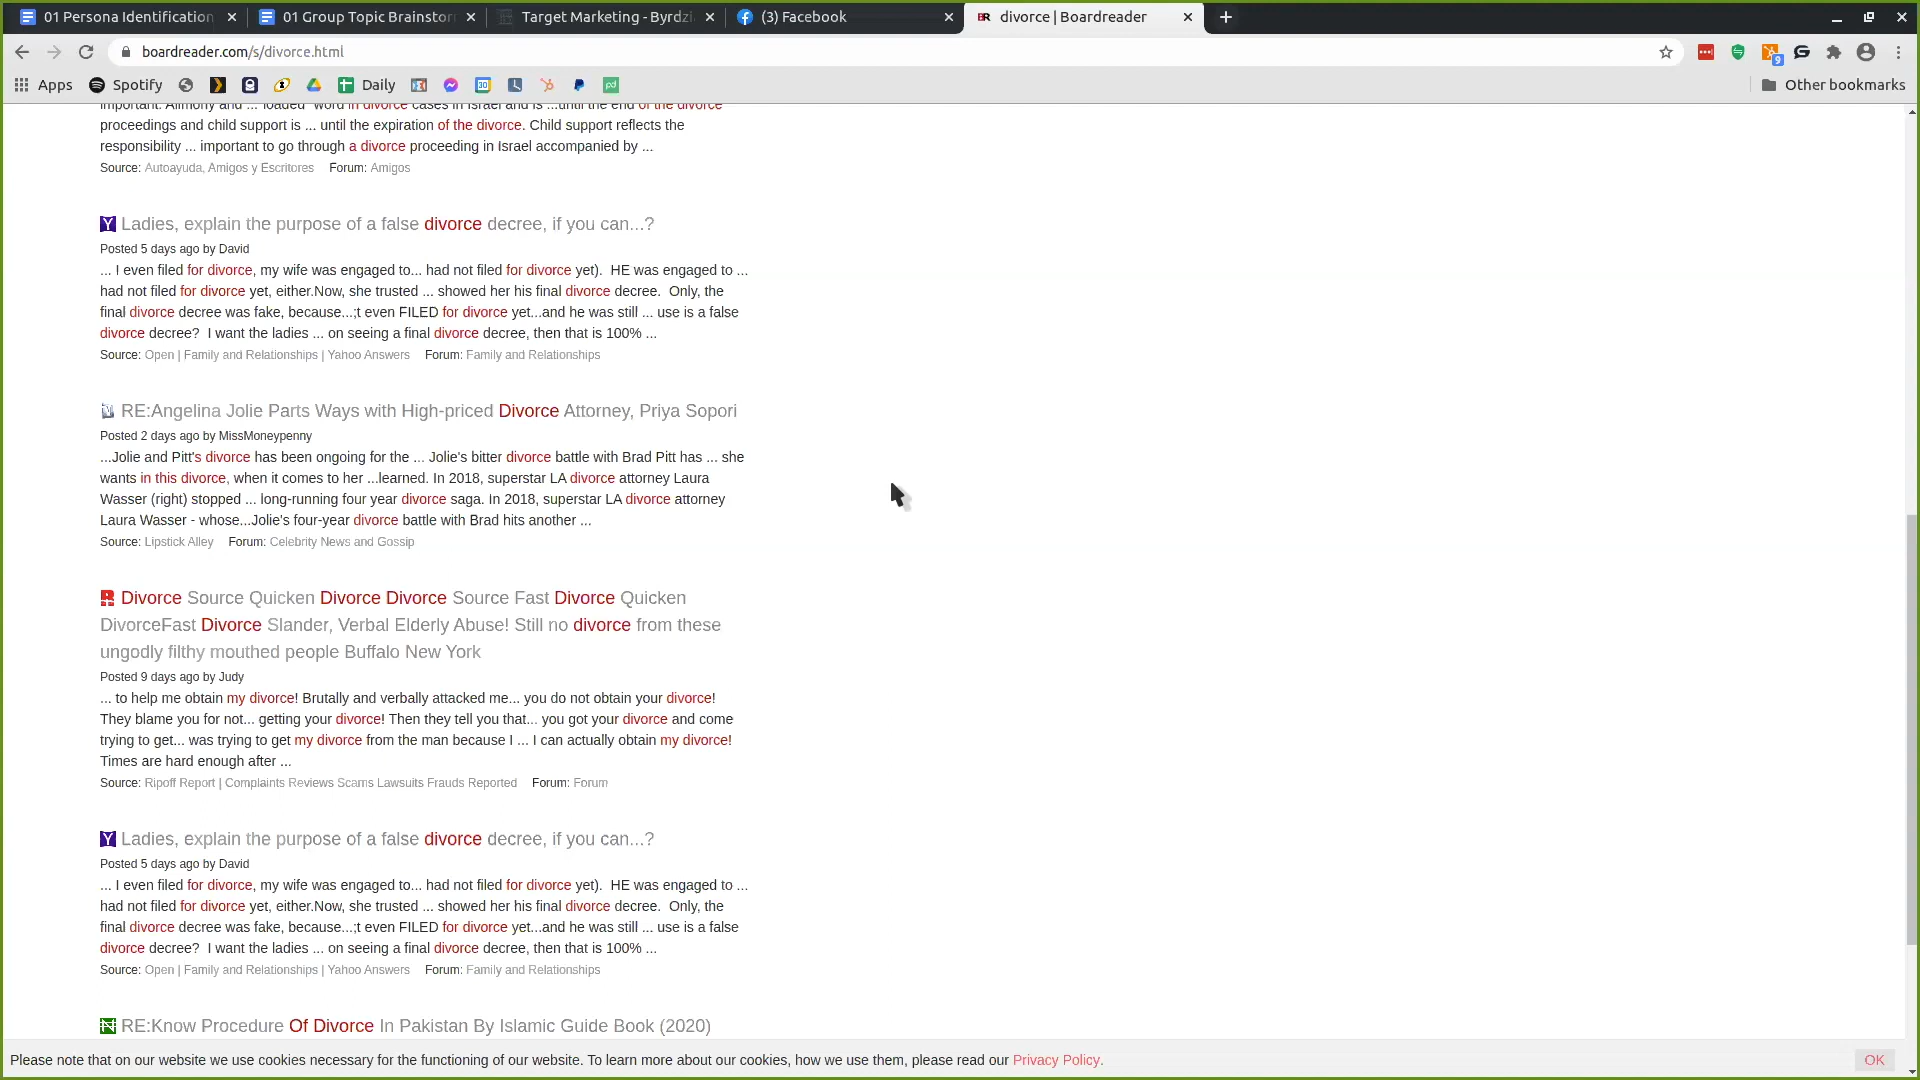 01 Persona Identification
01 Group Topic Brainstor
Target Marketing - Byrdzi
(3) Facebook
divorce | Boardreader
boardreader.com/s/divorce.html
9
Apps
Spotify
Daily
30
pd
Other bookmarks
important. Alimony and ... "loaded" word in divorce cases in Israel and is ...until the end of the divorce
proceedings and child support is ... until the expiration of the divorce. Child support reflects the
responsibility ... important to go through a divorce proceeding in Israel accompanied by ...
Source: Autoayuda, Amigos y Escritores Forum: Amigos
Ladies, explain the purpose of a false divorce decree, if you can...?
Posted 5 days ago by David
... I even filed for divorce, my wife was engaged to... had not filed for divorce yet). HE was engaged to ...
had not filed for divorce yet, either.Now, she trusted ... showed her his final divorce decree. Only, the
final divorce decree was fake, because...;t even FILED for divorce yet...and he was still ... use is a false
divorce decree? I want the ladies ... on seeing a final divorce decree, then that is 100% ...
Source: Open | Family and Relationships | Yahoo Answers Forum: Family and Relationships
RE:Angelina Jolie Parts Ways with High-priced Divorce Attorney, Priya Sopori
Posted 2 days ago by MissMoneypenny
...Jolie and Pitt's divorce has been ongoing for the ... Jolie's bitter divorce battle with Brad Pitt has ... she
wants in this divorce, when it comes to her ...learned. In 2018, superstar LA divorce attorney Laura
Wasser (right) stopped ... long-running four year divorce saga. In 2018, superstar LA divorce attorney
Laura Wasser - whose...Jolie's four-year divorce battle with Brad hits another ...
Source: Lipstick Alley Forum: Celebrity News and Gossip
Divorce Source Quicken Divorce Divorce Source Fast Divorce Quicken
DivorceFast Divorce Slander, Verbal Elderly Abuse! Still no divorce from these
ungodly filthy mouthed people Buffalo New York
Posted 9 days ago by Judy
... to help me obtain my divorce! Brutally and verbally attacked me... you do not obtain your divorce!
They blame you for not... getting your divorce! Then they tell you that... you got your divorce and come
trying to get... was trying to get my divorce from the man because I ... I can actually obtain my divorce!
Times are hard enough after ...
Source: Ripoff Report | Complaints Reviews Scams Lawsuits Frauds Reported Forum: Forum
Ladies, explain the purpose of a false divorce decree, if you can...?
Posted 5 days ago by David
... I even filed for divorce, my wife was engaged to... had not filed for divorce yet). HE was engaged to ...
had not filed for divorce yet, either.Now, she trusted ... showed her his final divorce decree. Only, the
final divorce decree was fake, because...;t even FILED for divorce yet...and he was still ... use is a false
divorce decree? I want the ladies ... on seeing a final divorce decree, then that is 100% ...
Source: Open | Family and Relationships | Yahoo Answers Forum: Family and Relationships
RE:Know Procedure Of Divorce In Pakistan By Islamic Guide Book (2020)
Please note that on our website we use cookies necessary for the functioning of our website. To learn more about our cookies, how we use them, please read our Privacy Policy.
OK